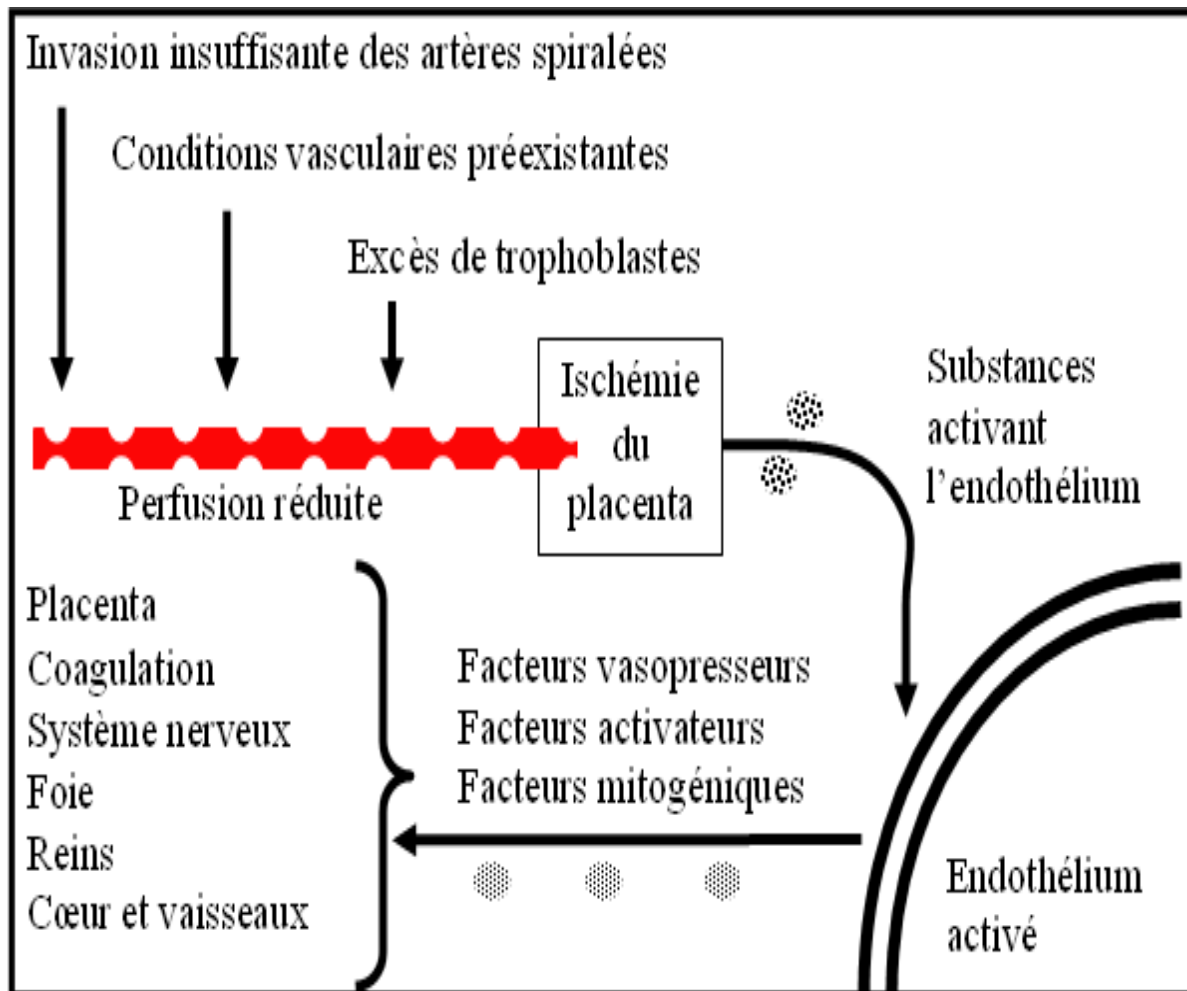 Invasion insuffisante des artères spiralées
Conditions vasculaires préexistantes
Excès de trophoblastes
Ischémie
du
placenta
Substances
activant
l’endothélium
Perfusion réduite
Placenta
Coagulation
Système nerveux
Foie
Reins
Cœur et vaisseaux
Facteurs vasopresseurs
Facteurs activateurs
Facteurs mitogéniques
Endothélium
activé